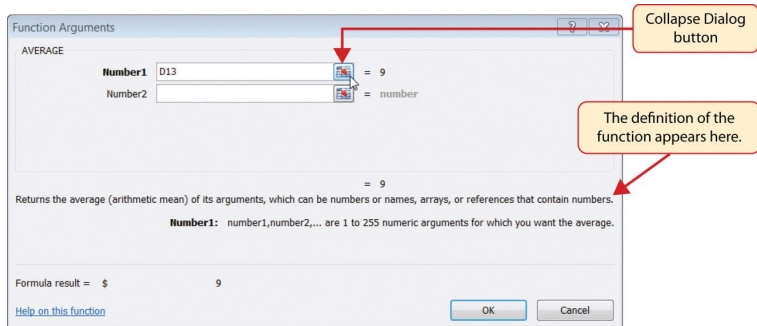 Function Arguments
Collapse Dialog
button
AVERAGE
Number1 D13 = 9
Number2 = number
The definition of the
function appears here.
= 9
Returns the average (arithmetic mean) of its arguments, which can be numbers or names, arrays, or references that contain numbers.
Number1: number1,number2,... are 1 to 255 numeric arguments for which you want the average.
Formula result = $ 9
Help on this function OK Cancel